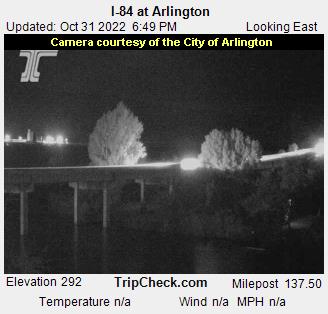 I-84 at Arlington
Updated: Oct 31 2022 6:49 PM Looking East
Camera courtesy of the City of Arlington
Elevation 292 TripCheck.com Milepost 137.50
Temperature n/a Wind n/a MPH n/a